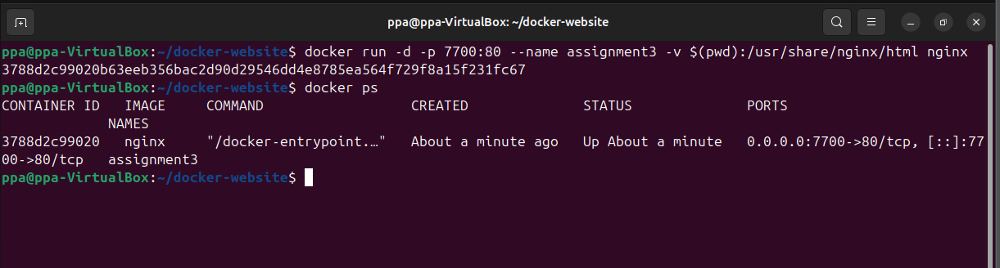 ppa@ppa-VirtualBox: ~/docker-website
ppa@ppa-VirtualBox:~/docker-website$ docker run -d -p 7700:80 --name assignment3 -v $(pwd):/usr/share/nginx/html nginx
3788d2c99020b63eeb356bac2d90d29546dd4e8785ea564f729f8a15f231fc67
ppa@ppa-VirtualBox:~/docker-website$ docker ps
CONTAINER ID   IMAGE     COMMAND                  CREATED              STATUS              PORTS
             NAMES
3788d2c99020   nginx     "/docker-entrypoint.…"   About a minute ago   Up About a minute   0.0.0.0:7700->80/tcp, [::]:77
00->80/tcp   assignment3
ppa@ppa-VirtualBox:~/docker-website$